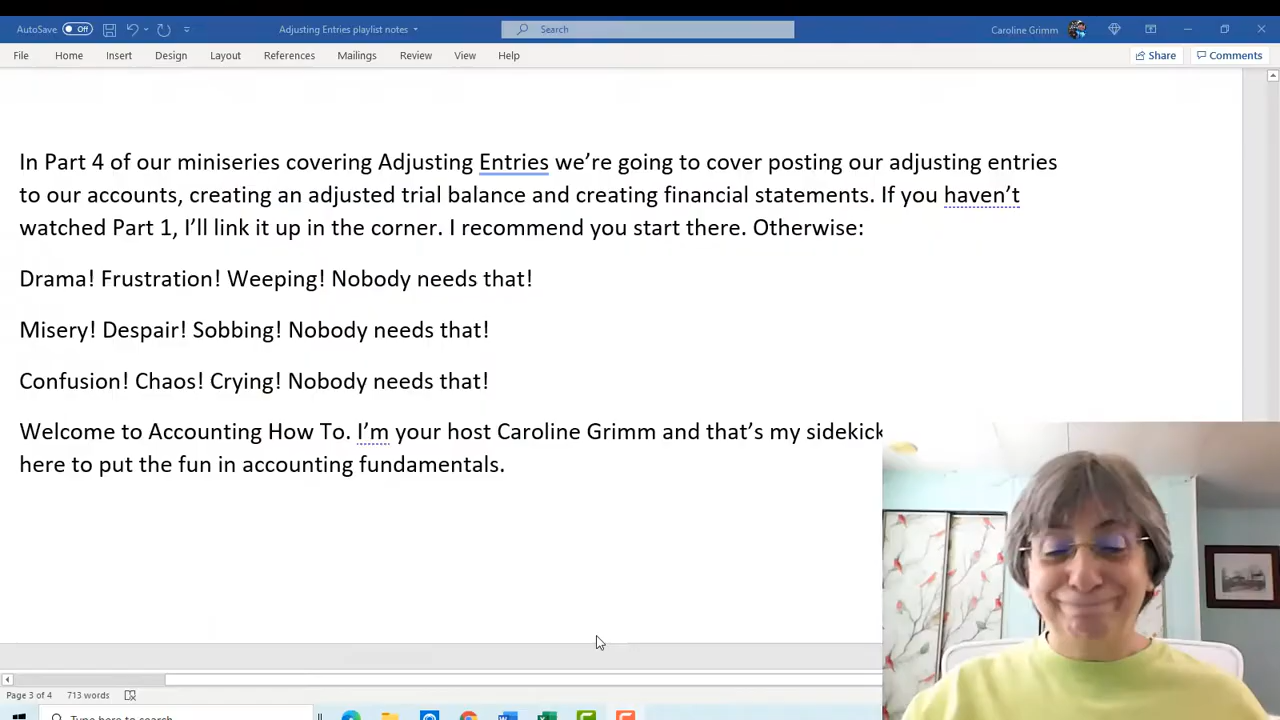 AutoSave Off Adjusting Entries playlist notes Search Caroline Grimm
File Home Insert Design Layout References Mailings Review View Help Share Comments
In Part 4 of our miniseries covering Adjusting Entries we’re going to cover posting our adjusting entries
to our accounts, creating an adjusted trial balance and creating financial statements. If you haven’t
watched Part 1, I’ll link it up in the corner. I recommend you start there. Otherwise:
Drama! Frustration! Weeping! Nobody needs that!
Misery! Despair! Sobbing! Nobody needs that!
Confusion! Chaos! Crying! Nobody needs that!
Welcome to Accounting How To. I’m your host Caroline Grimm and that’s my sidekick
here to put the fun in accounting fundamentals.
Page 3 of 4 713 words
Type here to search